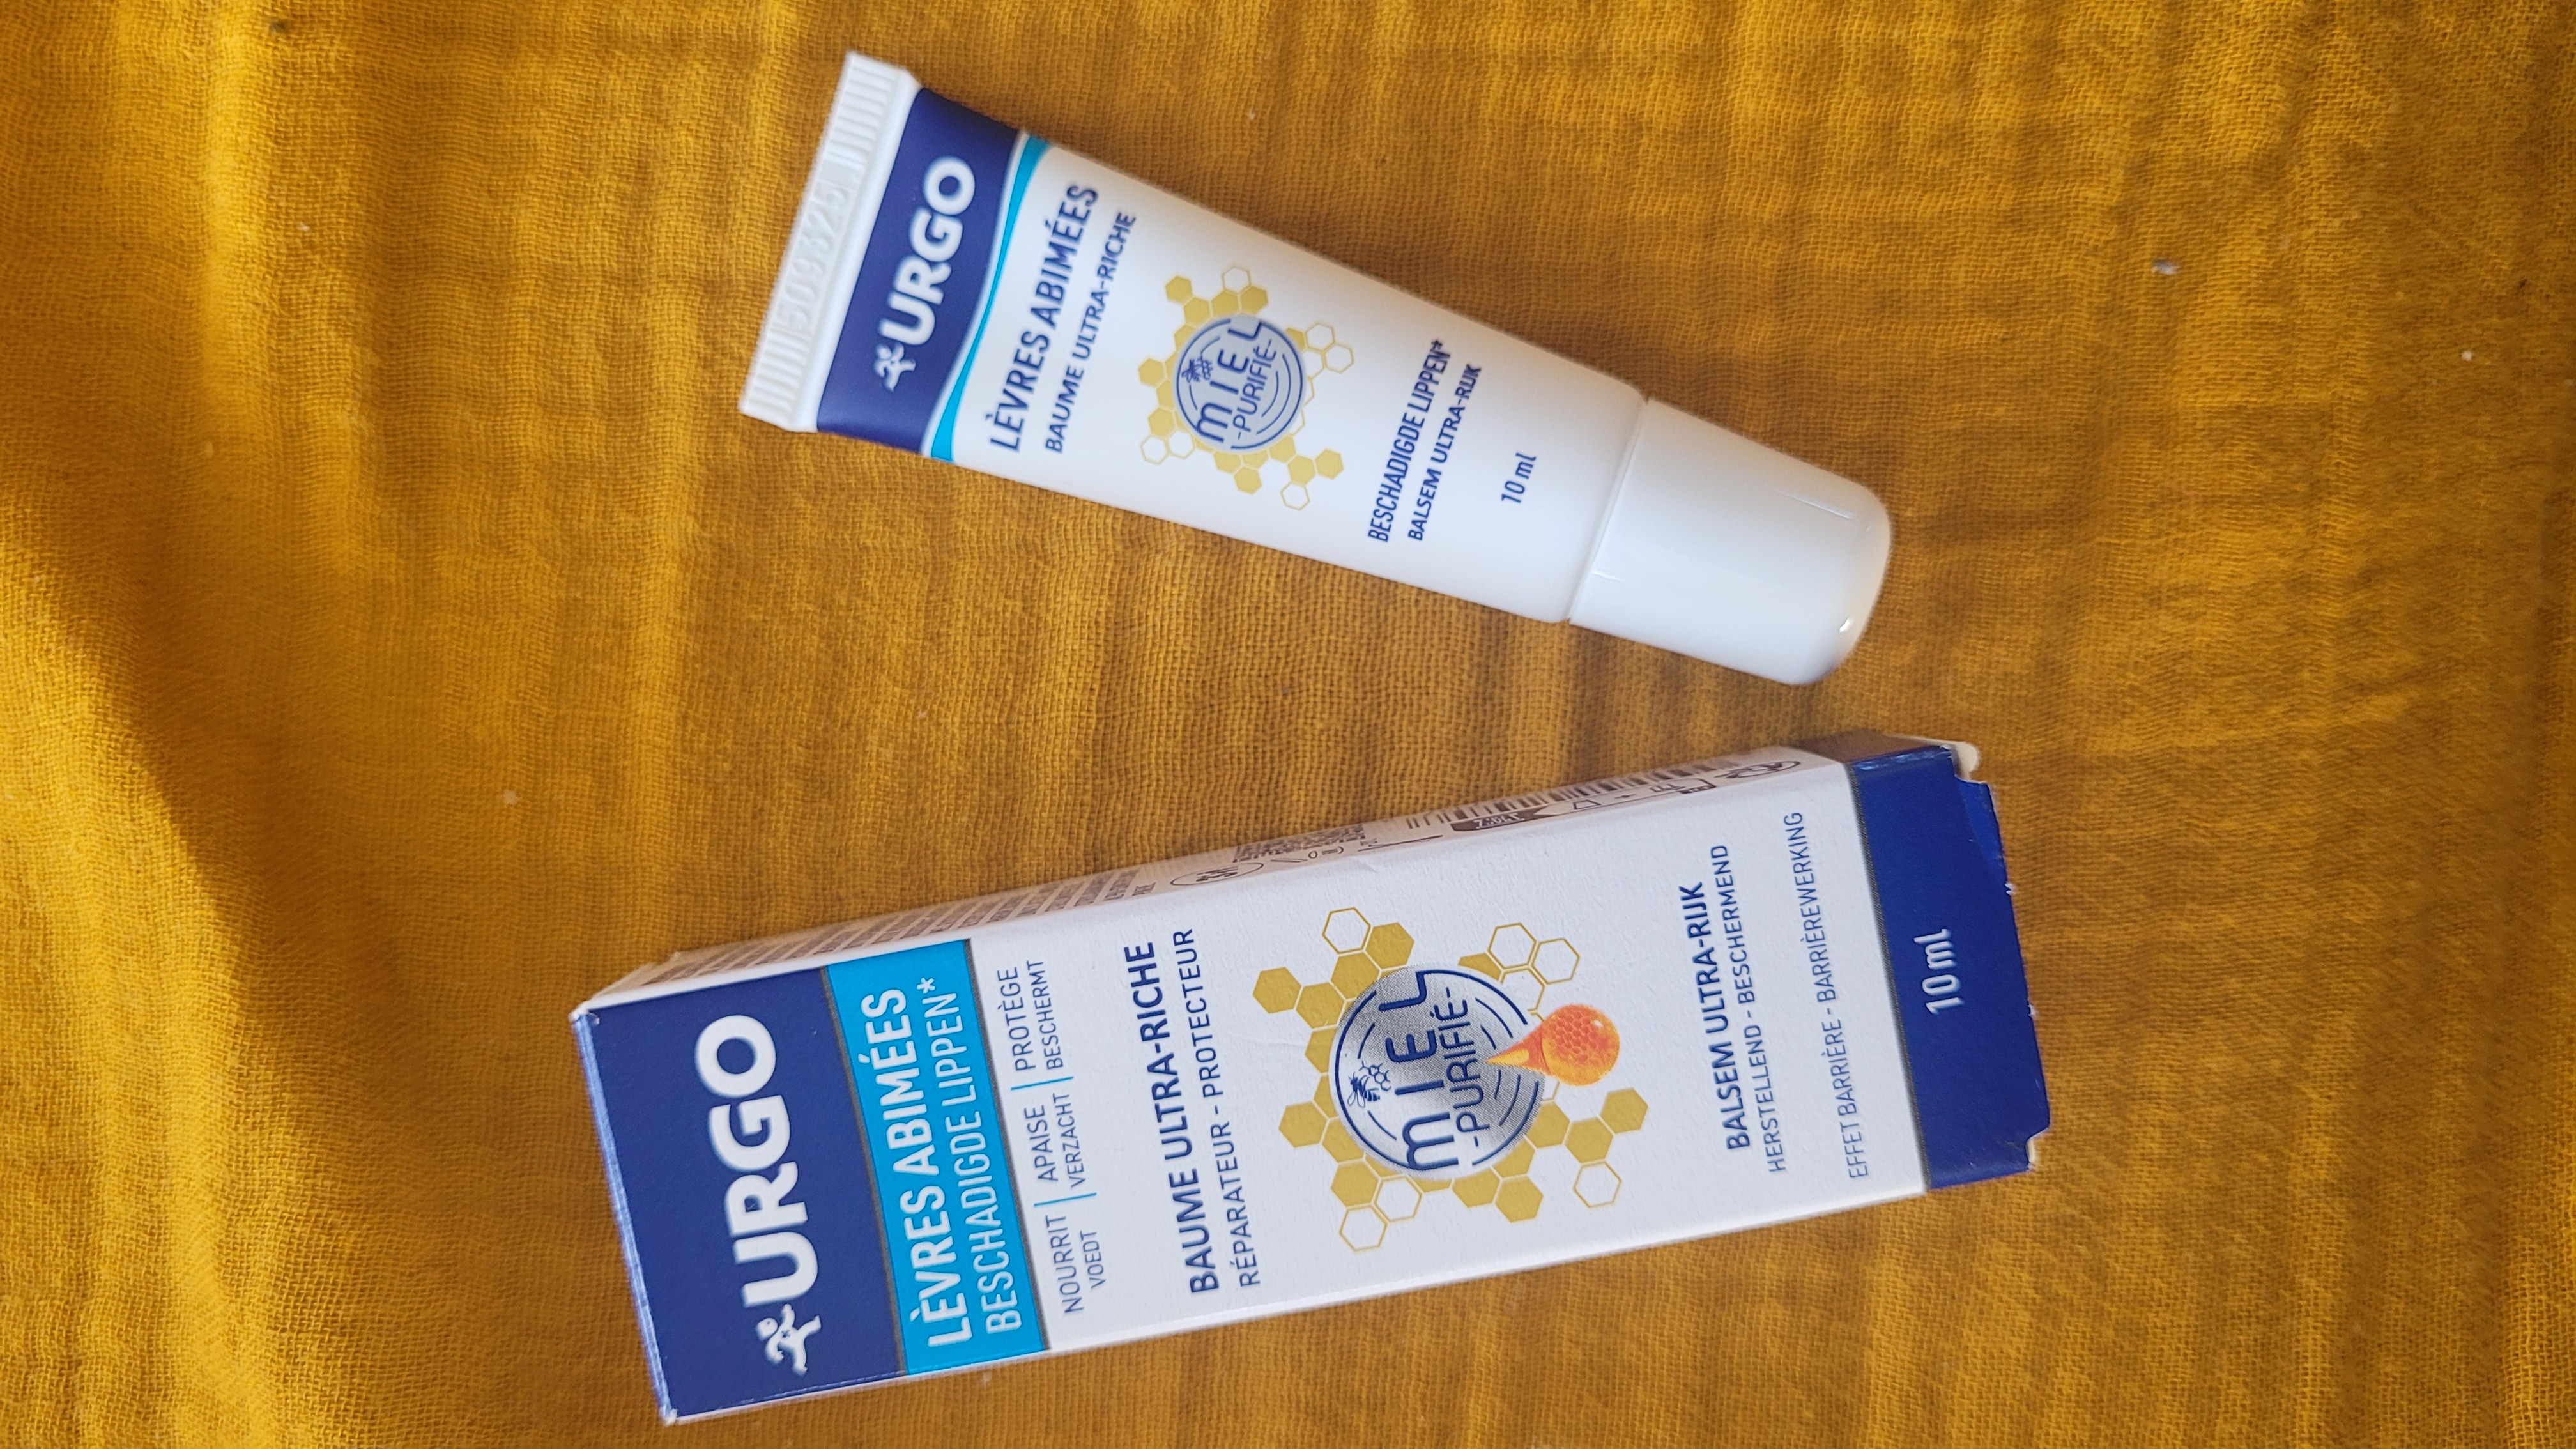 URGO
LÈVRES ABIMÉES
BAUME ULTRA-RICHE
MIEL
-PURIFIÉ-
BESCHADIGDE LIPPEN*
BALSEM ULTRA-RIJK
10 ml
URGO
LÈVRES ABIMÉES
BESCHADIGDE LIPPEN*
NOURRIT | APAISE | PROTÈGE
VOEDT | VERZACHT | BESCHERMT
BAUME ULTRA-RICHE
RÉPARATEUR - PROTECTEUR
MIEL
-PURIFIÉ-
BALSEM ULTRA-RIJK
HERSTELLEND - BESCHERMEND
EFFET BARRIÈRE - BARRIÈREWERKING
10 ml